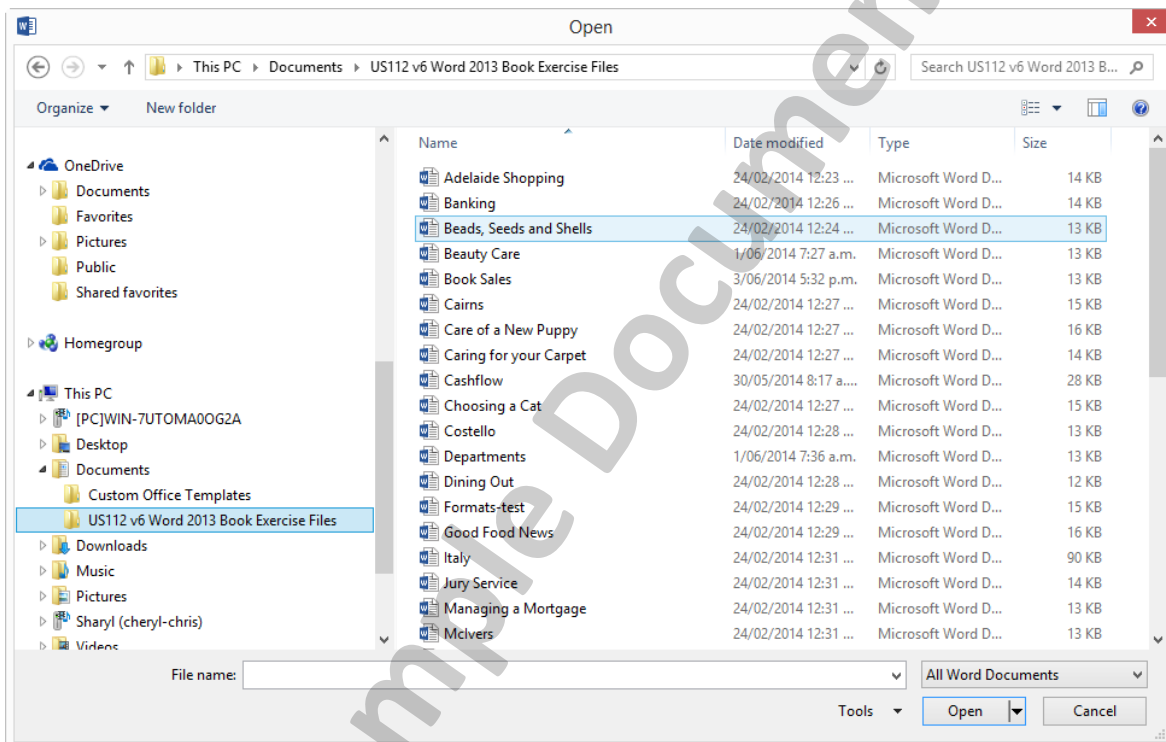 Open
This PC Documents US112 v6 Word 2013 Book Exercise Files Search US112 v6 Word 2013 B...
Organize New folder
Name Date modified Type Size
OneDrive
Documents
Favorites
Pictures
Public
Shared favorites
Homegroup
This PC
[PC]WIN-7UTOMA0OG2A
Desktop
Documents
Custom Office Templates
US112 v6 Word 2013 Book Exercise Files
Downloads
Music
Pictures
Sharyl (cheryl-chris)
Videos
Adelaide Shopping 24/02/2014 12:23 ... Microsoft Word D... 14 KB
Banking 24/02/2014 12:26 ... Microsoft Word D... 14 KB
Beads, Seeds and Shells 24/02/2014 12:24 ... Microsoft Word D... 13 KB
Beauty Care 1/06/2014 7:27 a.m. Microsoft Word D... 13 KB
Book Sales 3/06/2014 5:32 p.m. Microsoft Word D... 13 KB
Cairns 24/02/2014 12:27 ... Microsoft Word D... 15 KB
Care of a New Puppy 24/02/2014 12:27 ... Microsoft Word D... 16 KB
Caring for your Carpet 24/02/2014 12:27 ... Microsoft Word D... 14 KB
Cashflow 30/05/2014 8:17 a.... Microsoft Word D... 28 KB
Choosing a Cat 24/02/2014 12:27 ... Microsoft Word D... 15 KB
Costello 24/02/2014 12:28 ... Microsoft Word D... 13 KB
Departments 1/06/2014 7:36 a.m. Microsoft Word D... 13 KB
Dining Out 24/02/2014 12:28 ... Microsoft Word D... 12 KB
Formats-test 24/02/2014 12:29 ... Microsoft Word D... 15 KB
Good Food News 24/02/2014 12:29 ... Microsoft Word D... 16 KB
Italy 24/02/2014 12:31 ... Microsoft Word D... 90 KB
Jury Service 24/02/2014 12:31 ... Microsoft Word D... 14 KB
Managing a Mortgage 24/02/2014 12:31 ... Microsoft Word D... 13 KB
McIvers 24/02/2014 12:31 ... Microsoft Word D... 13 KB
File name: All Word Documents
Tools Open Cancel
mple Documen